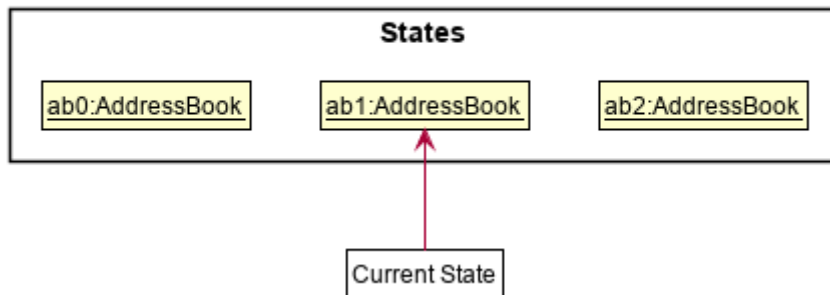 States
ab0:AddressBook
ab1:AddressBook
ab2:AddressBook
Current State